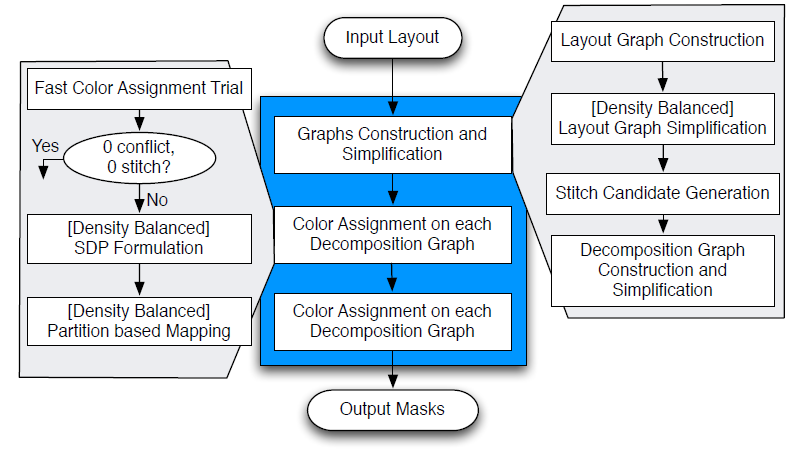 Input Layout
Graphs Construction and
Simplification
Color Assignment on each
Decomposition Graph
Color Assignment on each
Decomposition Graph
Output Masks
Fast Color Assignment Trial
0 conflict,
0 stitch?
Yes
No
[Density Balanced]
SDP Formulation
[Density Balanced]
Partition based Mapping
Layout Graph Construction
[Density Balanced]
Layout Graph Simplification
Stitch Candidate Generation
Decomposition Graph
Construction and
Simplification